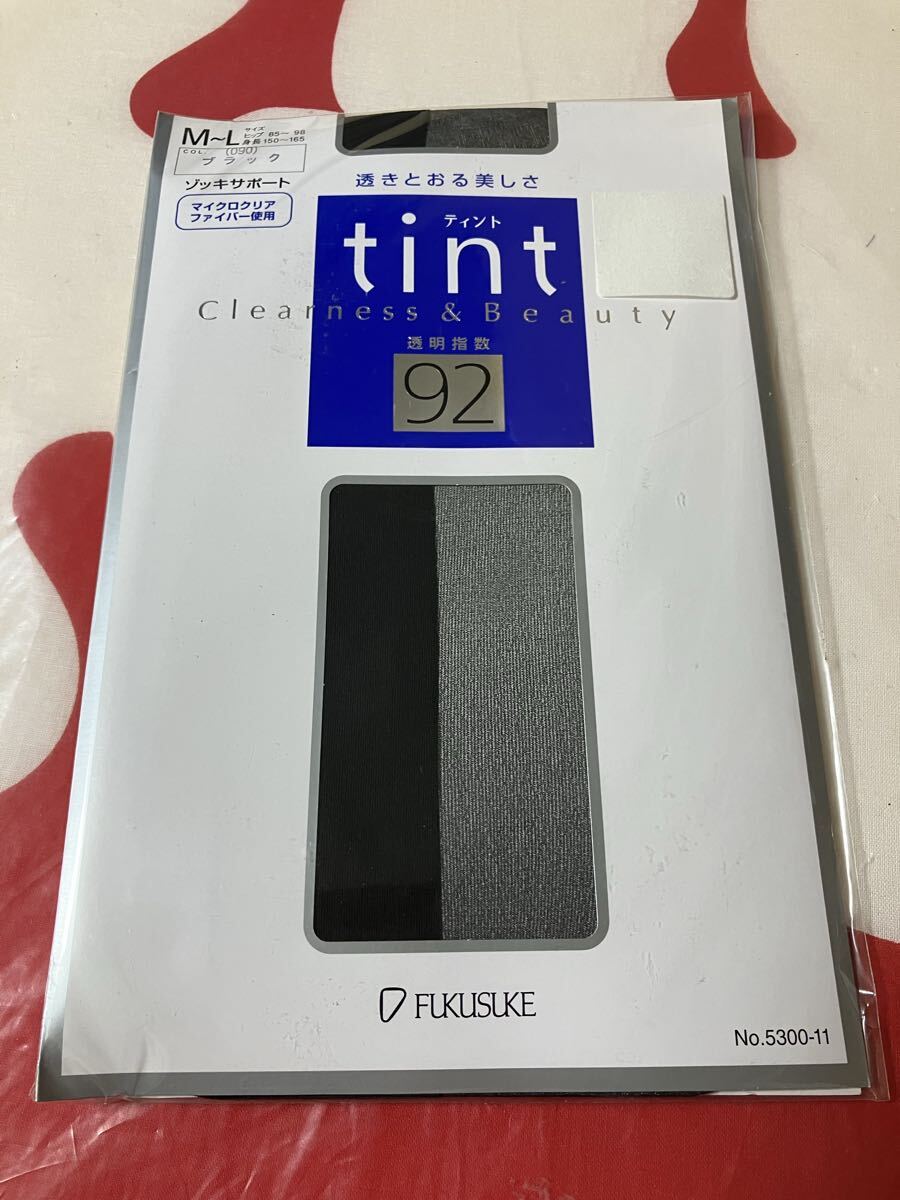 M~L サイズ
ヒップ 85~98
身長150~165
COL. (090)
ブラック
ゾッキサポート
マイクロクリア
ファイバー使用
透きとおる美しさ
ティント
tint
Clearness & Beauty
透明指数
92
FUKUSUKE
No.5300-11